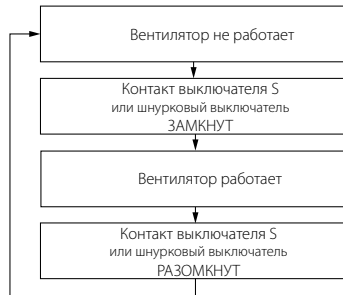 Вентилятор не работает
Контакт выключателя S
или шнурковый выключатель
ЗАМКНУТ
Вентилятор работает
Контакт выключателя S
или шнурковый выключатель
РАЗОМКНУТ